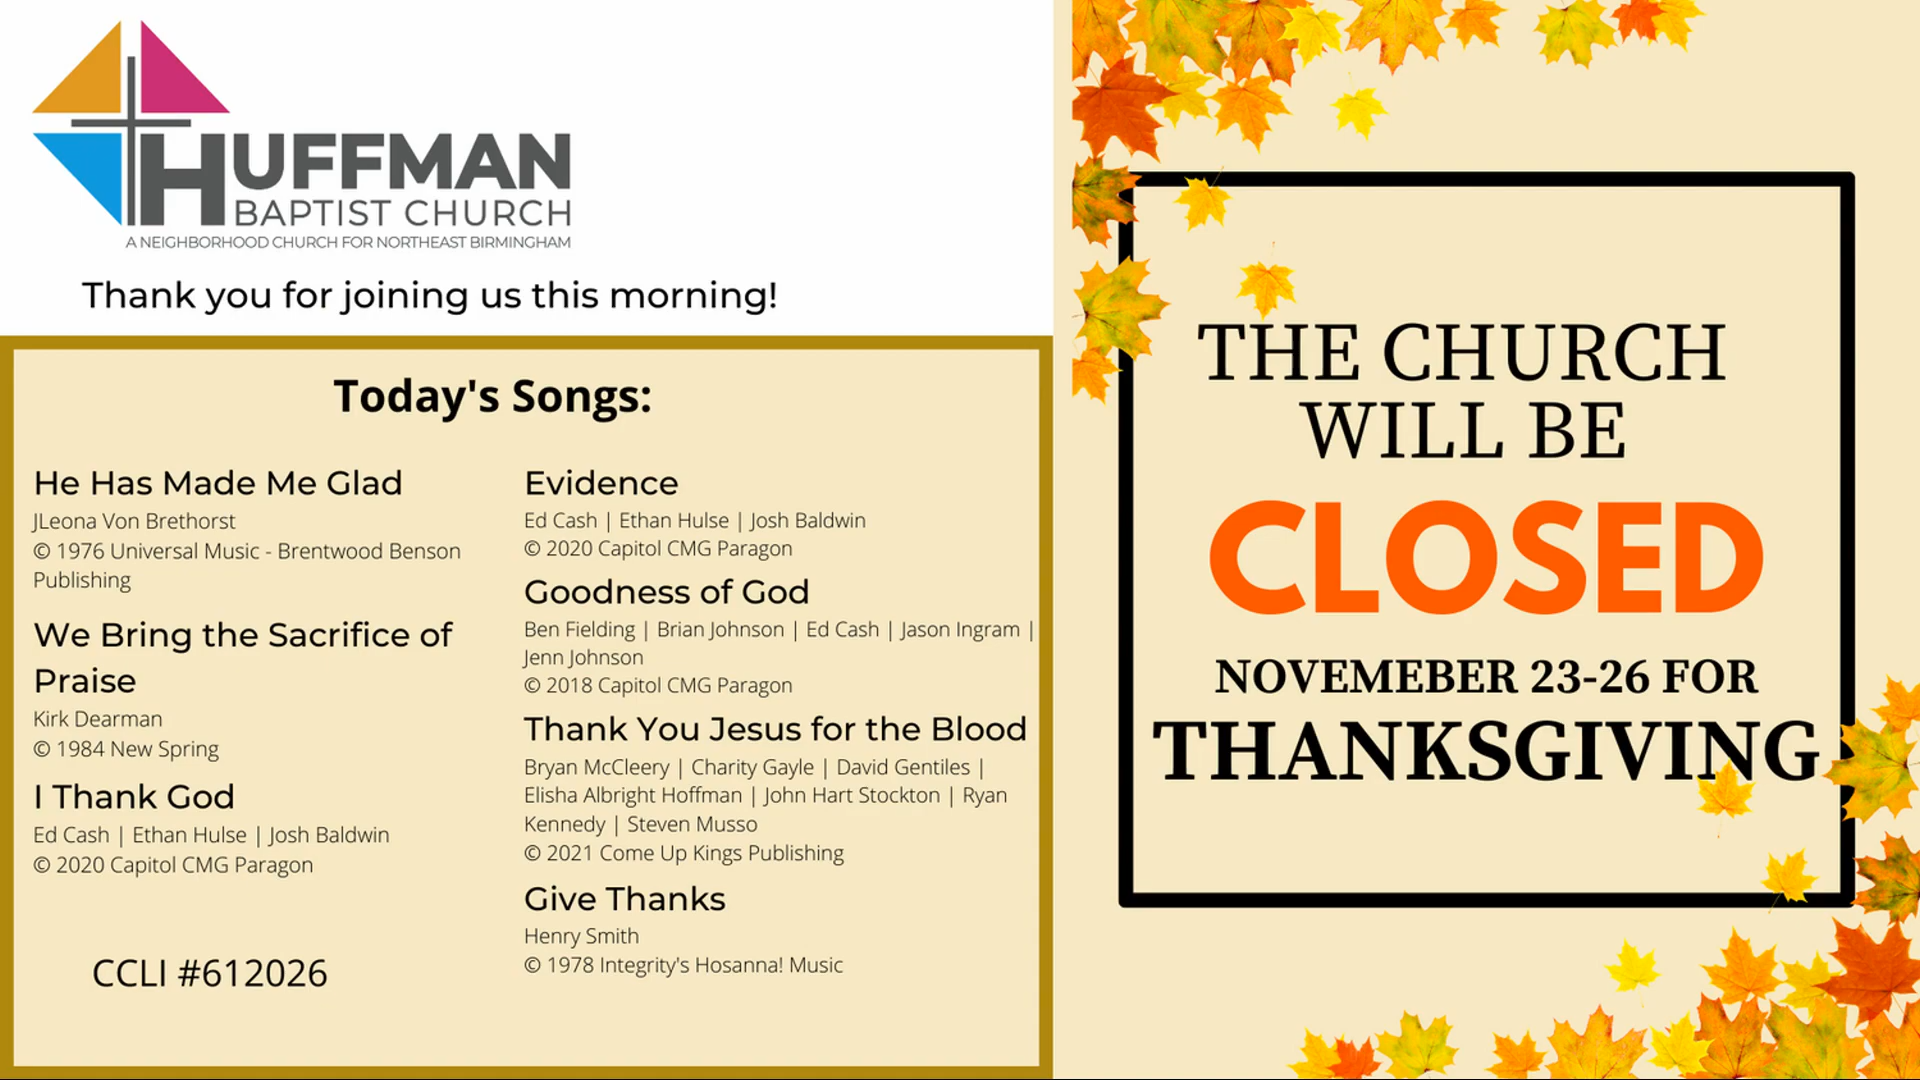 HUFFMAN
BAPTIST CHURCH
A NEIGHBORHOOD CHURCH FOR NORTHEAST BIRMINGHAM
Thank you for joining us this morning!
Today's Songs:
He Has Made Me Glad
JLeona Von Brethorst
© 1976 Universal Music - Brentwood Benson
Publishing
We Bring the Sacrifice of
Praise
Kirk Dearman
© 1984 New Spring
I Thank God
Ed Cash | Ethan Hulse | Josh Baldwin
© 2020 Capitol CMG Paragon
CCLI #612026
Evidence
Ed Cash | Ethan Hulse | Josh Baldwin
© 2020 Capitol CMG Paragon
Goodness of God
Ben Fielding | Brian Johnson | Ed Cash | Jason Ingram |
Jenn Johnson
© 2018 Capitol CMG Paragon
Thank You Jesus for the Blood
Bryan McCleery | Charity Gayle | David Gentiles |
Elisha Albright Hoffman | John Hart Stockton | Ryan
Kennedy | Steven Musso
© 2021 Come Up Kings Publishing
Give Thanks
Henry Smith
© 1978 Integrity's Hosanna! Music
THE CHURCH
WILL BE
CLOSED
NOVEMEBER 23-26 FOR
THANKSGIVING